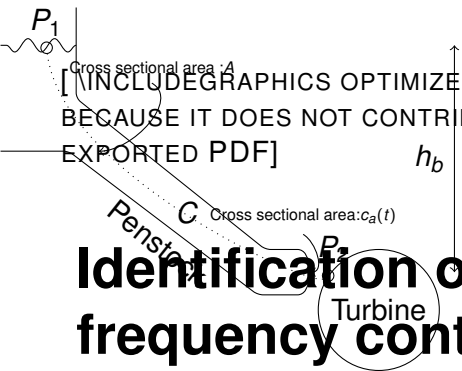 P1
Cross sectional area :A
[ \INCLUDEGRAPHICS OPTIMIZE
BECAUSE IT DOES NOT CONTRI
EXPORTED PDF]
hb
C
Cross sectional area:ca(t)
Penstock
P2
Identification o
Turbine
frequency cont